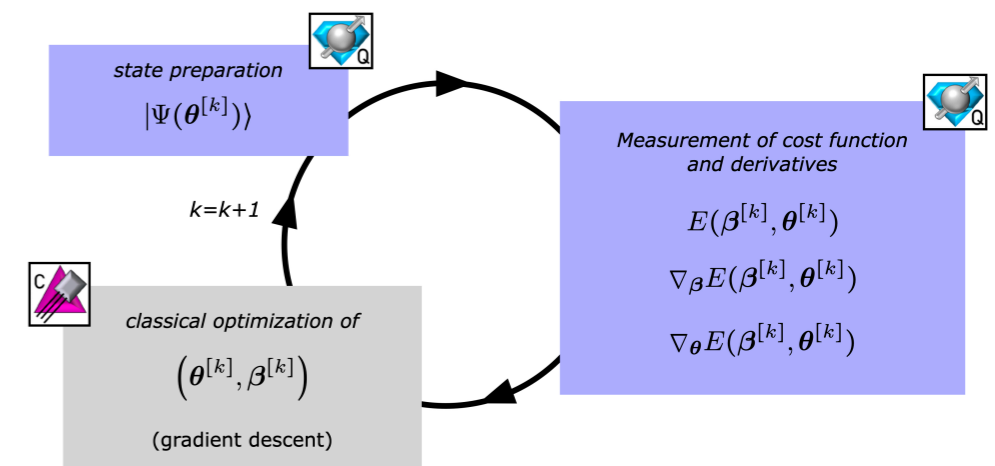 state preparation
|Ψ(θ^{[k]})⟩
Q
Q
Measurement of cost function
and derivatives
E(β^{[k]}, θ^{[k]})
∇_β E(β^{[k]}, θ^{[k]})
∇_θ E(β^{[k]}, θ^{[k]})
k=k+1
C
classical optimization of
(θ^{[k]}, β^{[k]})
(gradient descent)